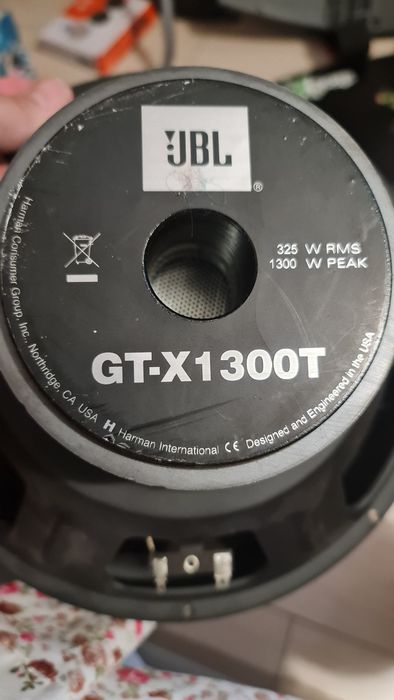 JBL
®
325 W RMS
1300 W PEAK
GT-X1300T
Harman Consumer Group, Inc., Northridge, CA USA H Harman International CE Designed and Engineered in the USA